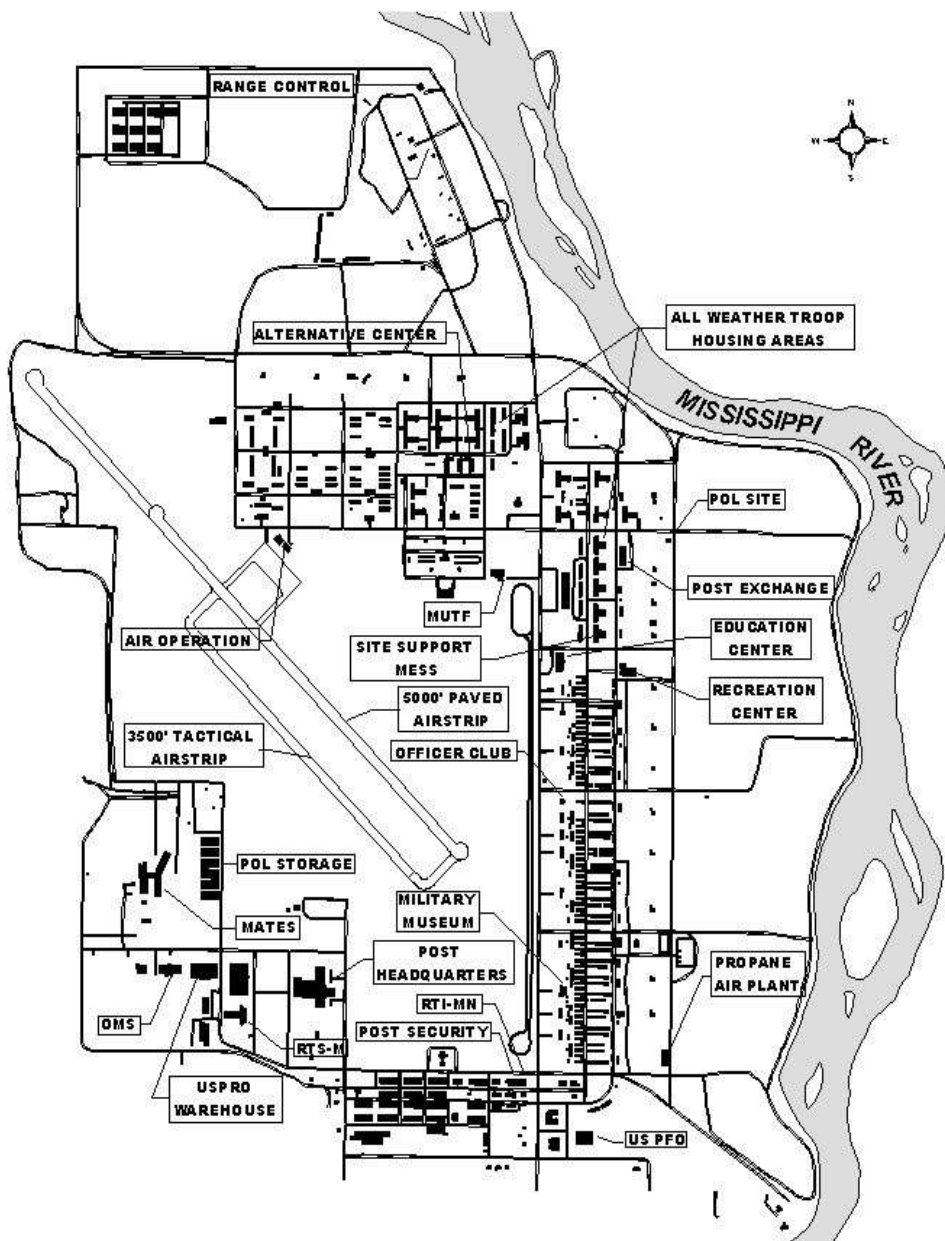 RANGE CONTROL
N
W
E
S
ALTERNATIVE CENTER
ALL WEATHER TROOP
HOUSING AREAS
MISSISSIPPI
RIVER
POL SITE
POST EXCHANGE
MUTF
AIR OPERATION
SITE SUPPORT
MESS
EDUCATION
CENTER
RECREATION
CENTER
5000' PAVED
AIRSTRIP
3500' TACTICAL
AIRSTRIP
OFFICER CLUB
POL STORAGE
MATES
MILITARY
MUSEUM
POST
HEADQUARTERS
PROPANE
AIR PLANT
OMS
RTI-MN
POST SECURITY
RTS-M
USPRO
WAREHOUSE
US PFO